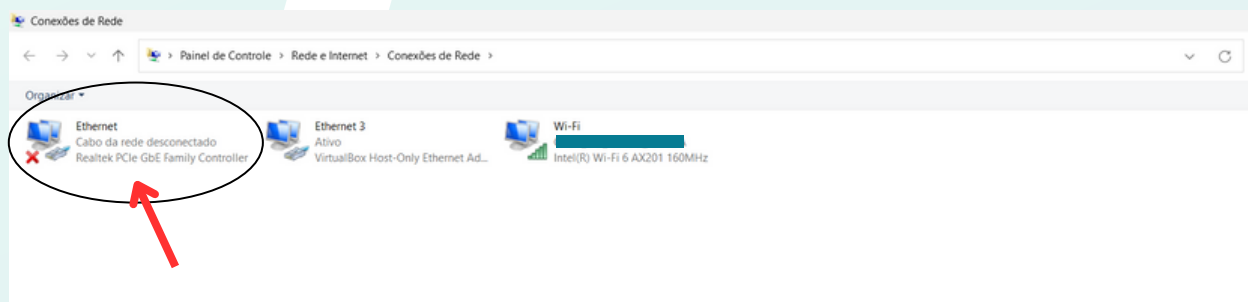 Conexões de Rede
Painel de Controle > Rede e Internet > Conexões de Rede >
Organizar
Ethernet
Cabo da rede desconectado
Realtek PCIe GbE Family Controller
Ethernet 3
Ativo
VirtualBox Host-Only Ethernet Ad...
Wi-Fi
Intel(R) Wi-Fi 6 AX201 160MHz